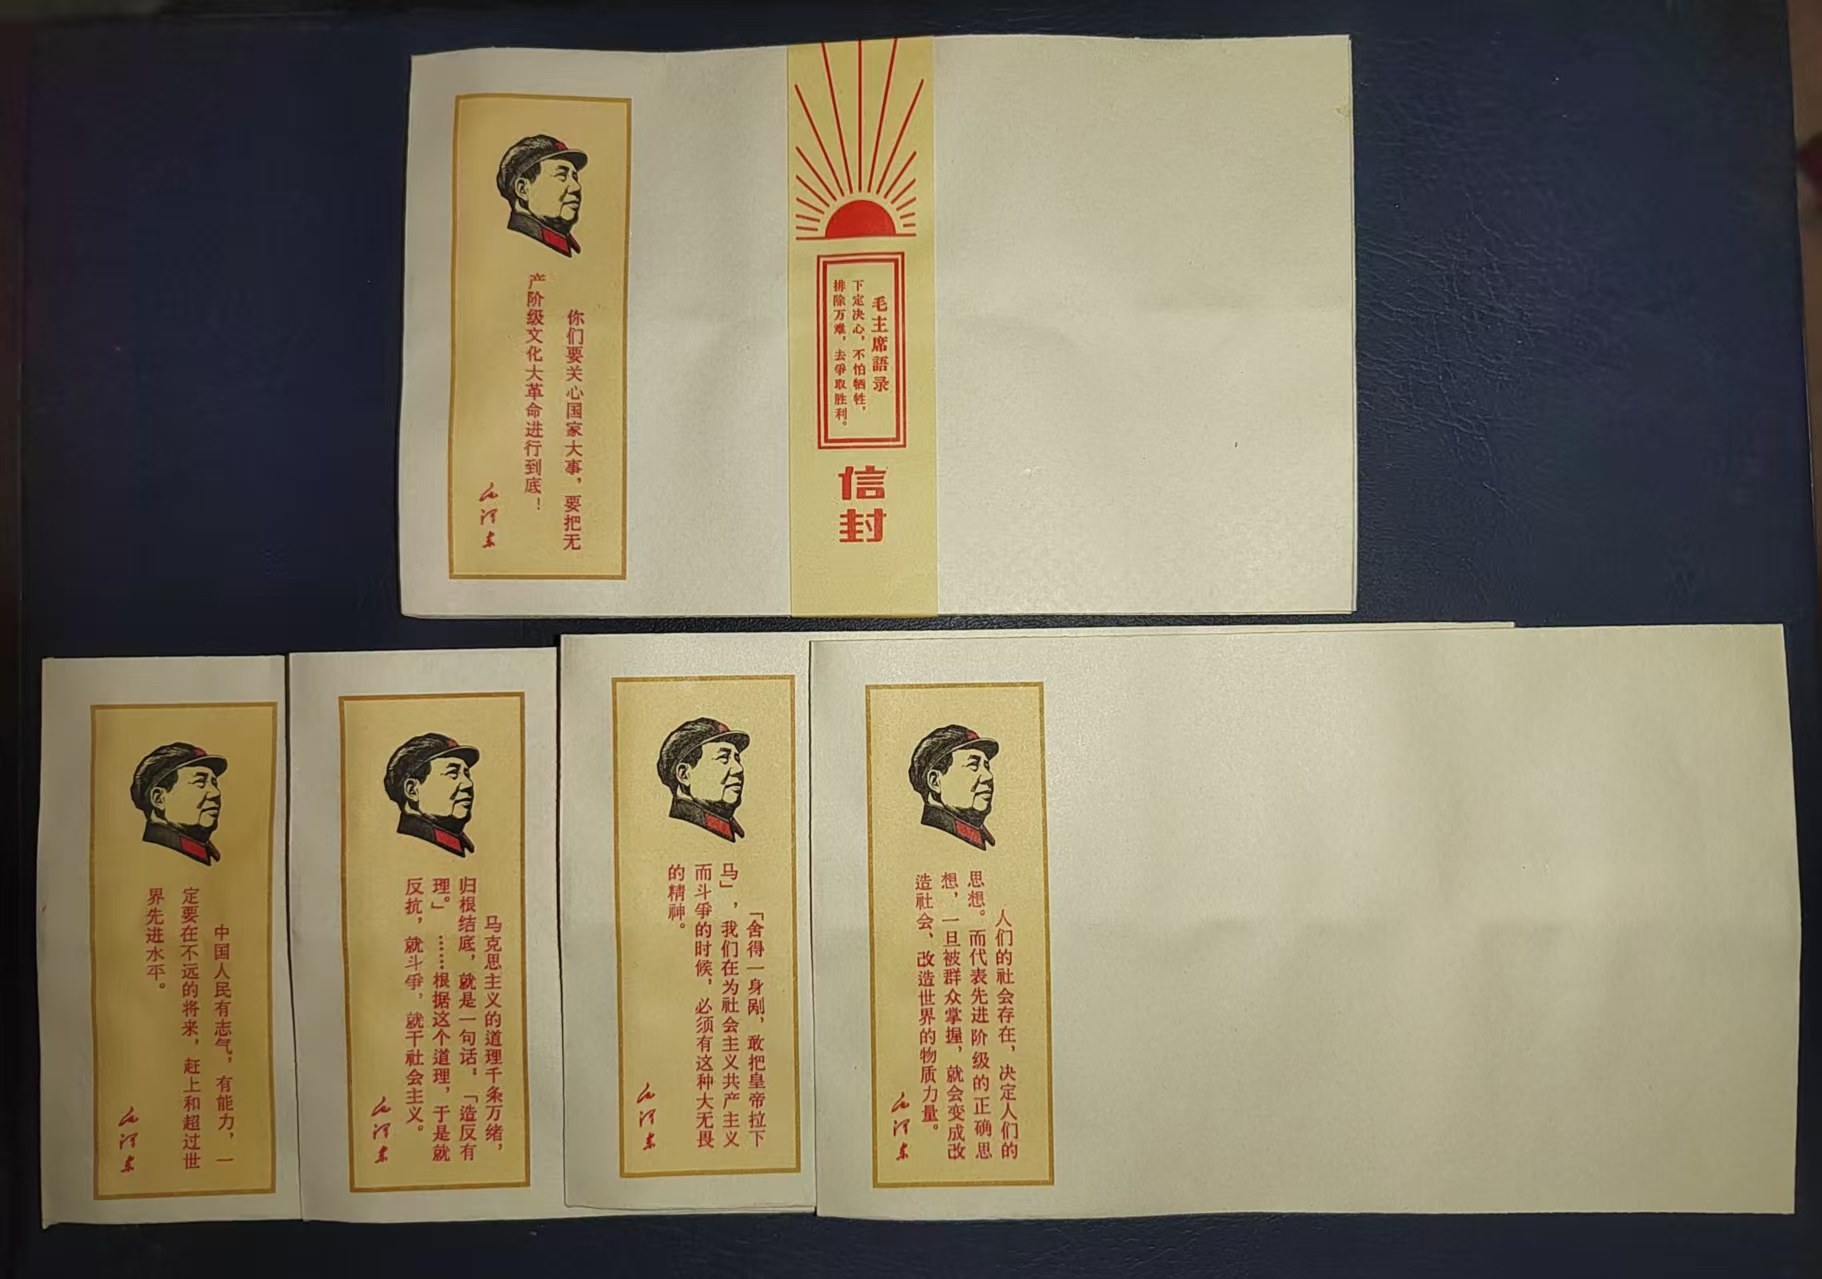 你们要关心国家大事，要把无
产阶级文化大革命进行到底！
毛泽东
毛主席語录
下定决心，不怕牺牲，
排除万难，去爭取胜利。
信
封
中国人民有志气，有能力，一
定要在不远的将来，赶上和超过世
界先进水平。
毛泽东
马克思主义的道理千条万绪，
归根结底，就是一句话：「造反有
理。」……根据这个道理，于是就
反抗，就斗爭，就干社会主义。
毛泽东
「舍得一身剐，敢把皇帝拉下
马」，我们在为社会主义共产主义
而斗爭的时候，必须有这种大无畏
的精神。
毛泽东
人们的社会存在，决定人们的
思想。而代表先进阶级的正确思
想，一旦被群众掌握，就会变成改
造社会、改造世界的物质力量。
毛泽东